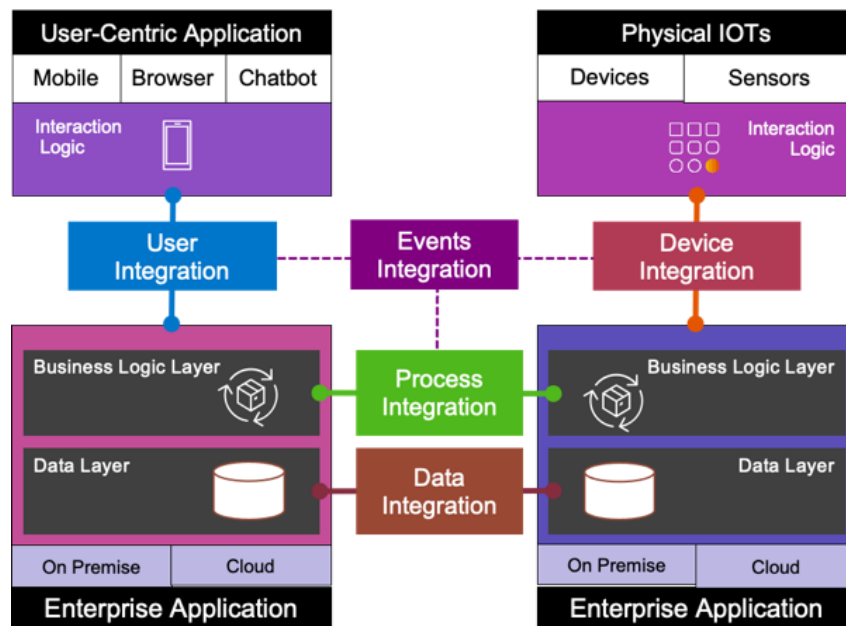 User-Centric Application
Mobile
Browser
Chatbot
Interaction
Logic
Physical IOTs
Devices
Sensors
Interaction
Logic
User
Integration
Events
Integration
Device
Integration
Business Logic Layer
Process
Integration
Business Logic Layer
Data Layer
Data
Integration
Data Layer
On Premise
Cloud
Enterprise Application
On Premise
Cloud
Enterprise Application